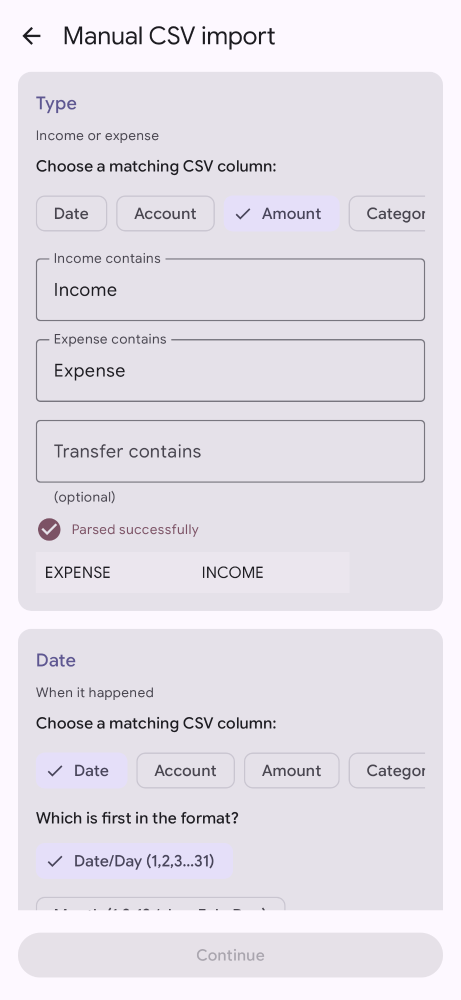 Manual CSV import
Type
Income or expense
Choose a matching CSV column:
Date Account Amount Categor
Income contains
Income
Expense contains
Expense
Transfer contains
(optional)
Parsed successfully
EXPENSE INCOME
Date
When it happened
Choose a matching CSV column:
Date Account Amount Categor
Which is first in the format?
Date/Day (1,2,3...31)
Continue